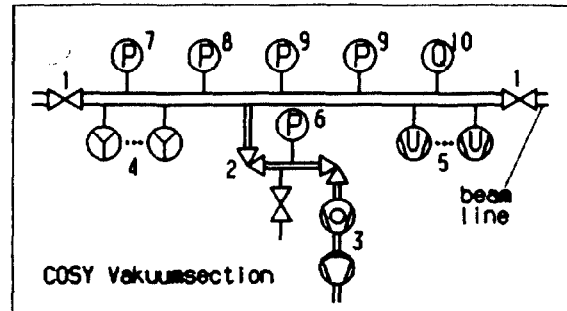 7 8 9 9 10
P P P P Q
1 1
P 6
Y ... Y U ... U
4 2 5
beam
line
3
COSY Vakuumsection